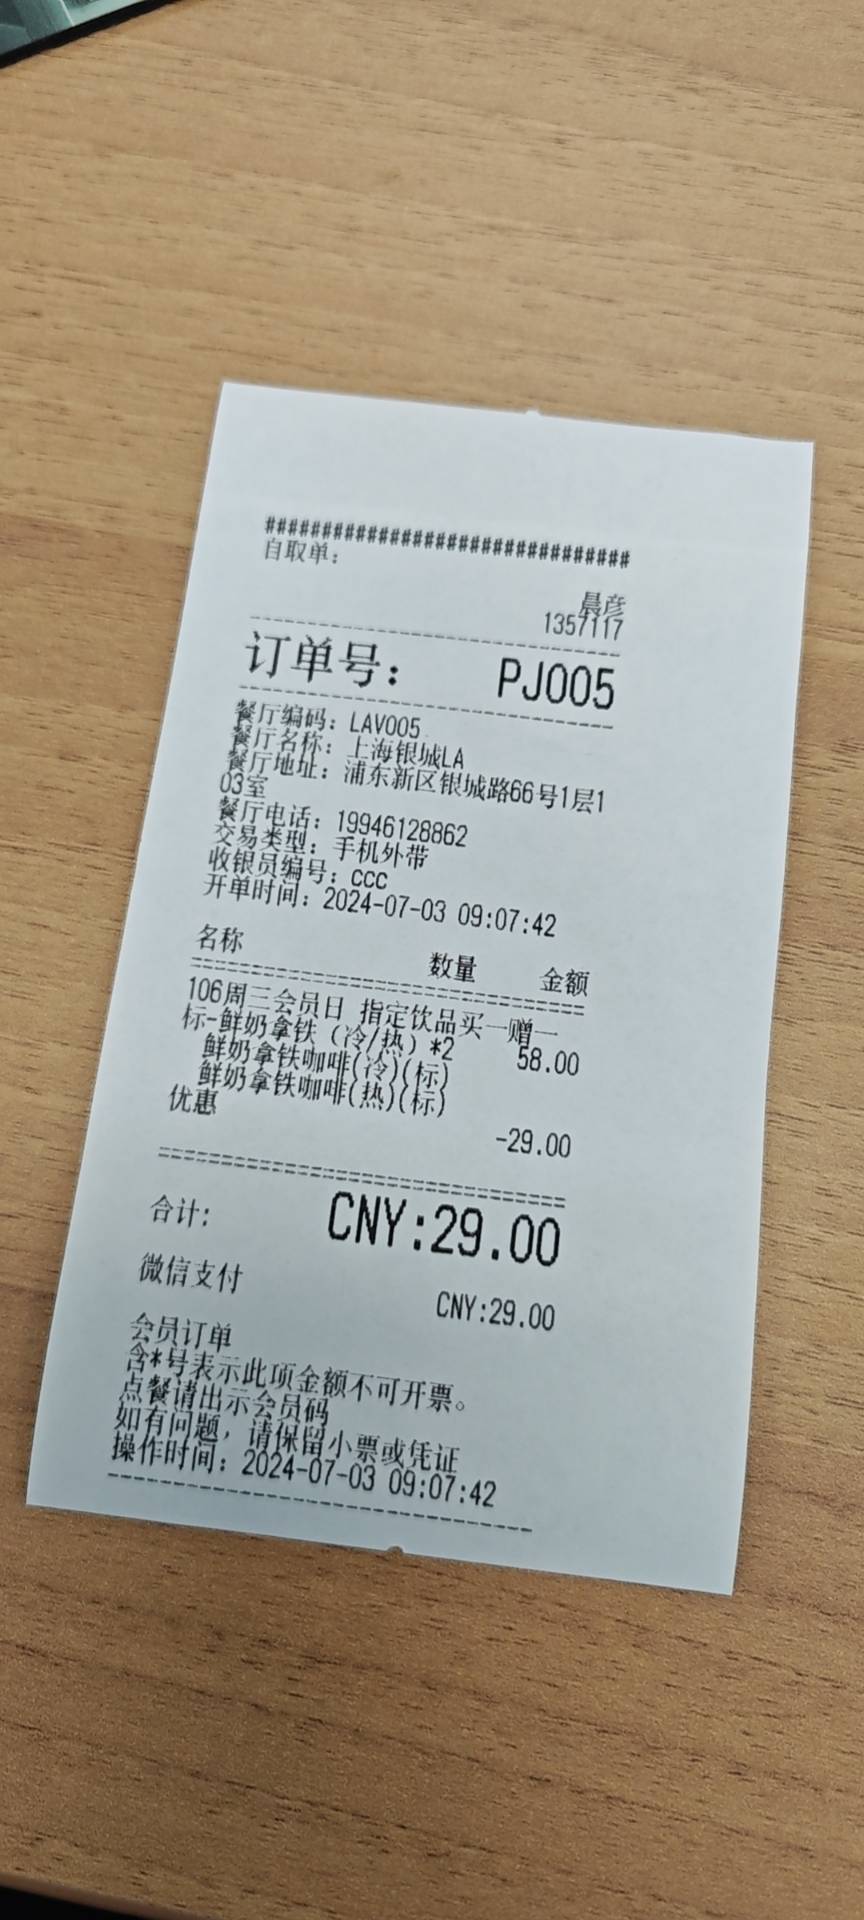 ################################
自取单：
晨彦
1357117
订单号： PJ005
餐厅编码：LAV005
餐厅名称：上海银城LA
餐厅地址：浦东新区银城路66号1层1
03室
餐厅电话：19946128862
交易类型：手机外带
收银员编号：ccc
开单时间：2024-07-03 09:07:42
名称 数量 金额
106周三会员日 指定饮品买一赠一
标-鲜奶拿铁（冷/热）*2 58.00
鲜奶拿铁咖啡(冷)(标)
鲜奶拿铁咖啡(热)(标)
优惠
-29.00
合计: CNY:29.00
微信支付 CNY:29.00
会员订单
含*号表示此项金额不可开票。
点餐请出示会员码
如有问题，请保留小票或凭证
操作时间：2024-07-03 09:07:42